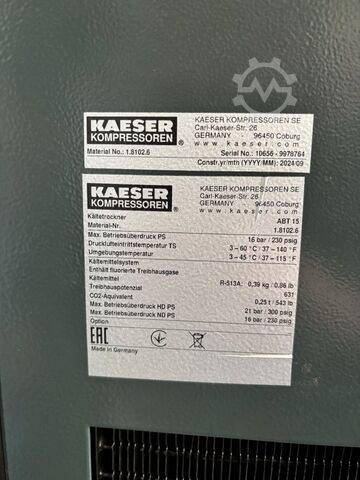 KAESER
KOMPRESSOREN
KAESER KOMPRESSOREN SE
Carl-Kaeser-Str. 26
GERMANY - 96450 Coburg
www.kaeser.com
Material No.: 1.8102.6
Serial No.: 10656 - 9978764
Constr.yr/mth (YYYY/MM): 2024/09
KAESER
KOMPRESSOREN
KAESER KOMPRESSOREN SE
Carl-Kaeser-Str. 26
GERMANY - 96450 Coburg
www.kaeser.com
Kältetrockner ABT 15
Material-Nr. 1.8102.6
Max. Betriebsüberdruck PS 16 bar / 230 psig
Drucklufteintrittstemperatur TS 3 – 60 °C / 37 – 140 °F
Umgebungstemperatur 3 – 45 °C / 37 – 115 °F
Kältemittelsystem
Enthält fluorierte Treibhausgase
Kältemittel R-513A; 0,39 kg / 0,86 lb
Treibhauspotenzial 631
CO2-Äquivalent 0,25 t / 543 lb
Max. Betriebsüberdruck HD PS 21 bar / 300 psig
Max. Betriebsüberdruck ND PS 16 bar / 230 psig
Option
EAC
Made in Germany